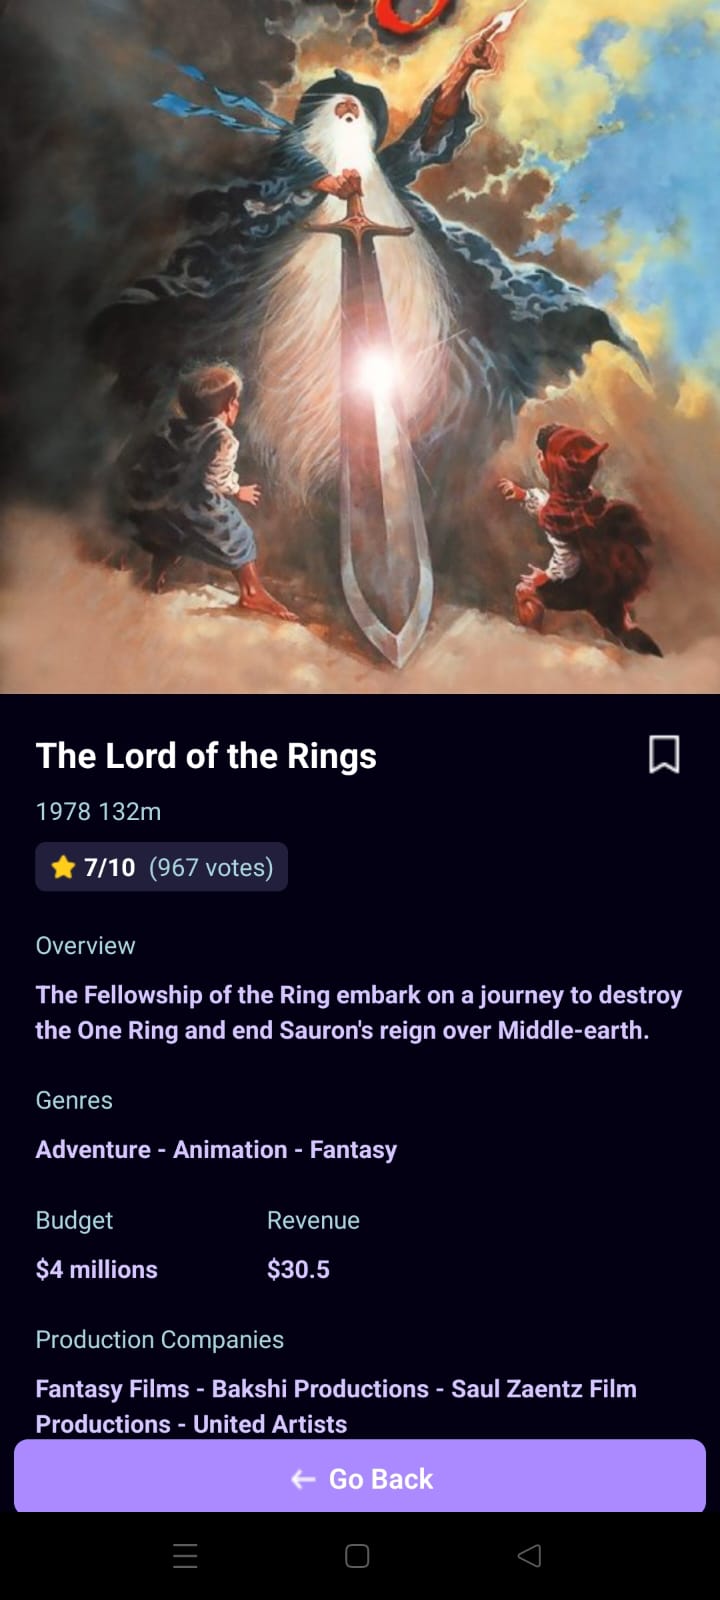 The Lord of the Rings
1978 132m
7/10 (967 votes)
Overview
The Fellowship of the Ring embark on a journey to destroy
the One Ring and end Sauron's reign over Middle-earth.
Genres
Adventure - Animation - Fantasy
Budget Revenue
$4 millions $30.5
Production Companies
Fantasy Films - Bakshi Productions - Saul Zaentz Film
Productions - United Artists
Go Back